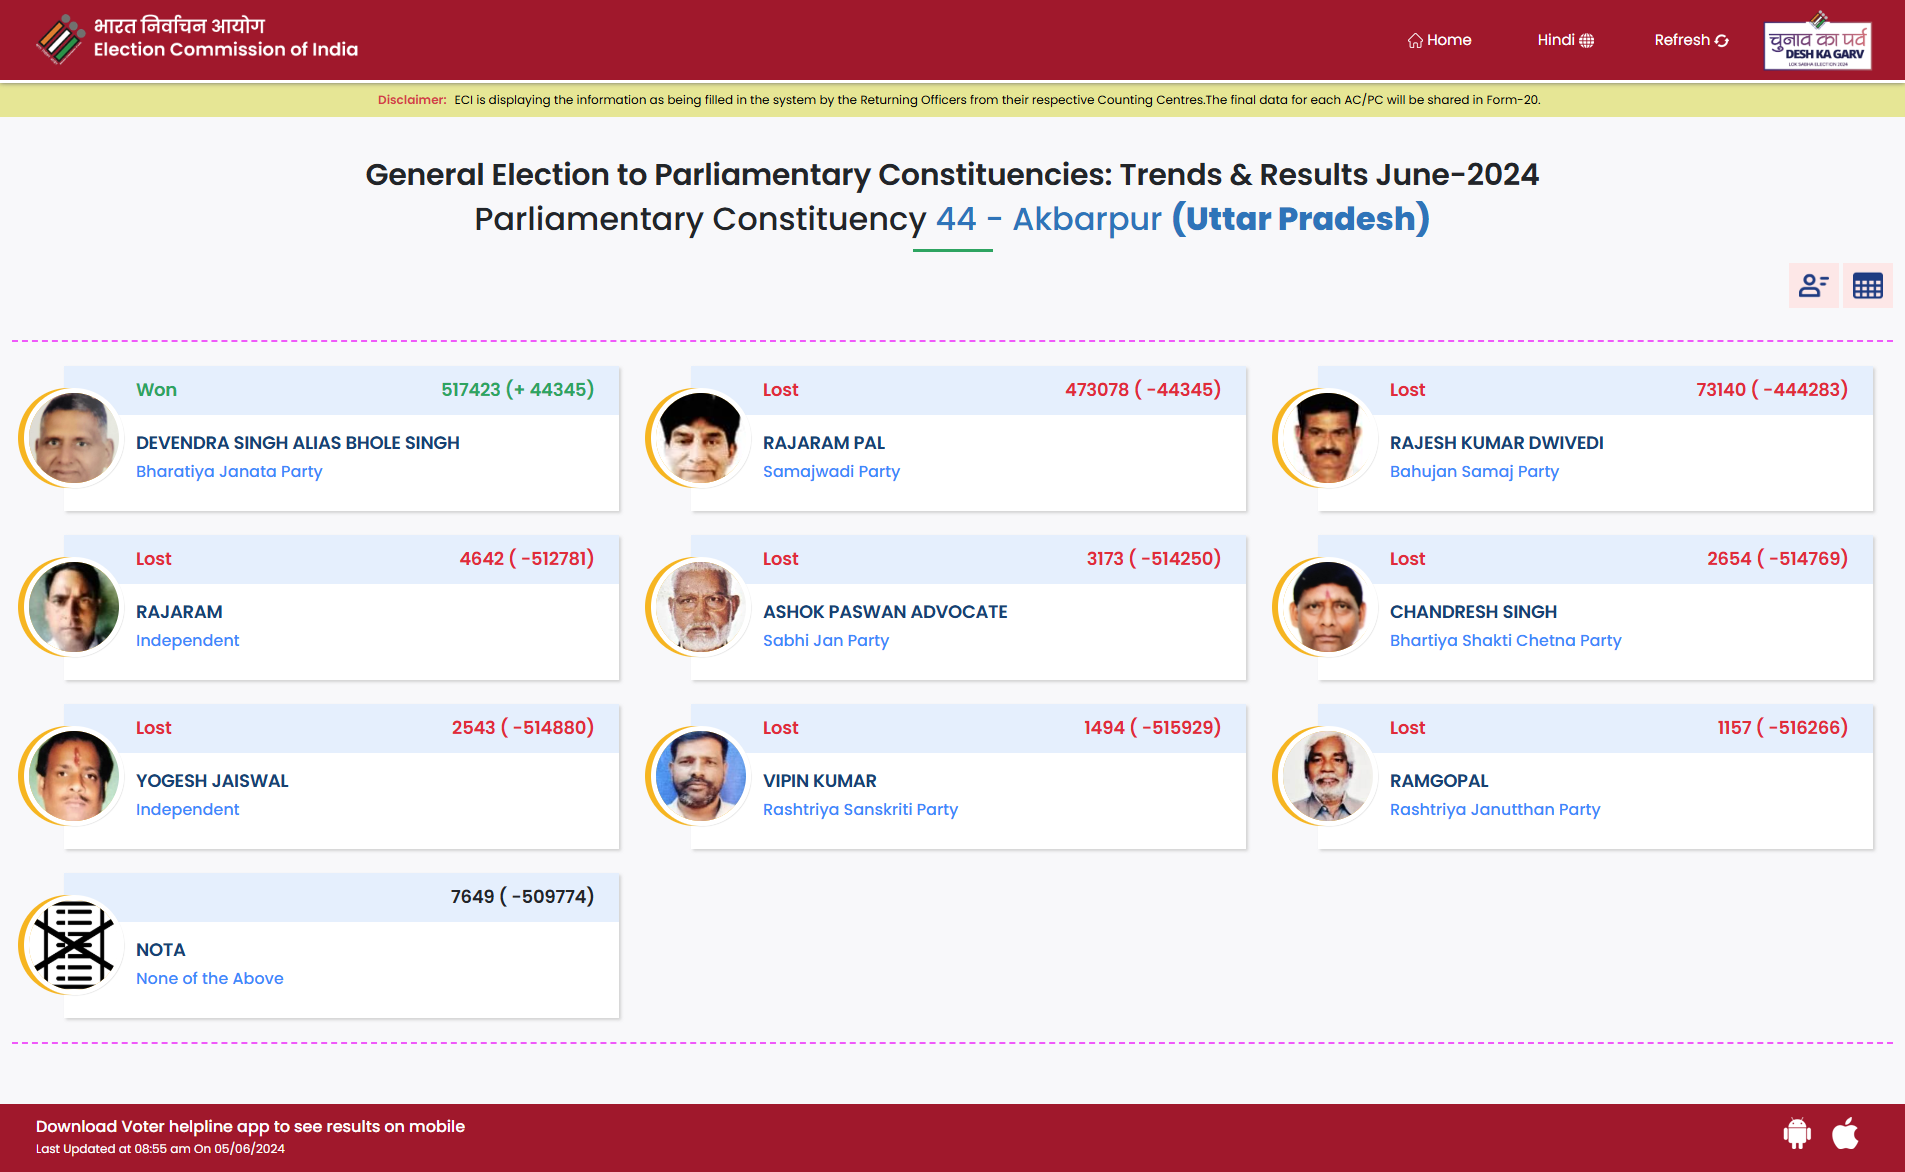 भारत निर्वाचन आयोग
Election Commission of India
Home
Hindi
Refresh
चुनाव का पर्व
DESH KA GARV
LOK SABHA ELECTION 2024
Disclaimer: ECI is displaying the information as being filled in the system by the Returning Officers from their respective Counting Centres.The final data for each AC/PC will be shared in Form-20.
General Election to Parliamentary Constituencies: Trends & Results June-2024
Parliamentary Constituency 44 - Akbarpur (Uttar Pradesh)
Won 517423 (+ 44345)
DEVENDRA SINGH ALIAS BHOLE SINGH
Bharatiya Janata Party
Lost 473078 ( -44345)
RAJARAM PAL
Samajwadi Party
Lost 73140 ( -444283)
RAJESH KUMAR DWIVEDI
Bahujan Samaj Party
Lost 4642 ( -512781)
RAJARAM
Independent
Lost 3173 ( -514250)
ASHOK PASWAN ADVOCATE
Sabhi Jan Party
Lost 2654 ( -514769)
CHANDRESH SINGH
Bhartiya Shakti Chetna Party
Lost 2543 ( -514880)
YOGESH JAISWAL
Independent
Lost 1494 ( -515929)
VIPIN KUMAR
Rashtriya Sanskriti Party
Lost 1157 ( -516266)
RAMGOPAL
Rashtriya Janutthan Party
7649 ( -509774)
NOTA
None of the Above
Download Voter helpline app to see results on mobile
Last Updated at 08:55 am On 05/06/2024